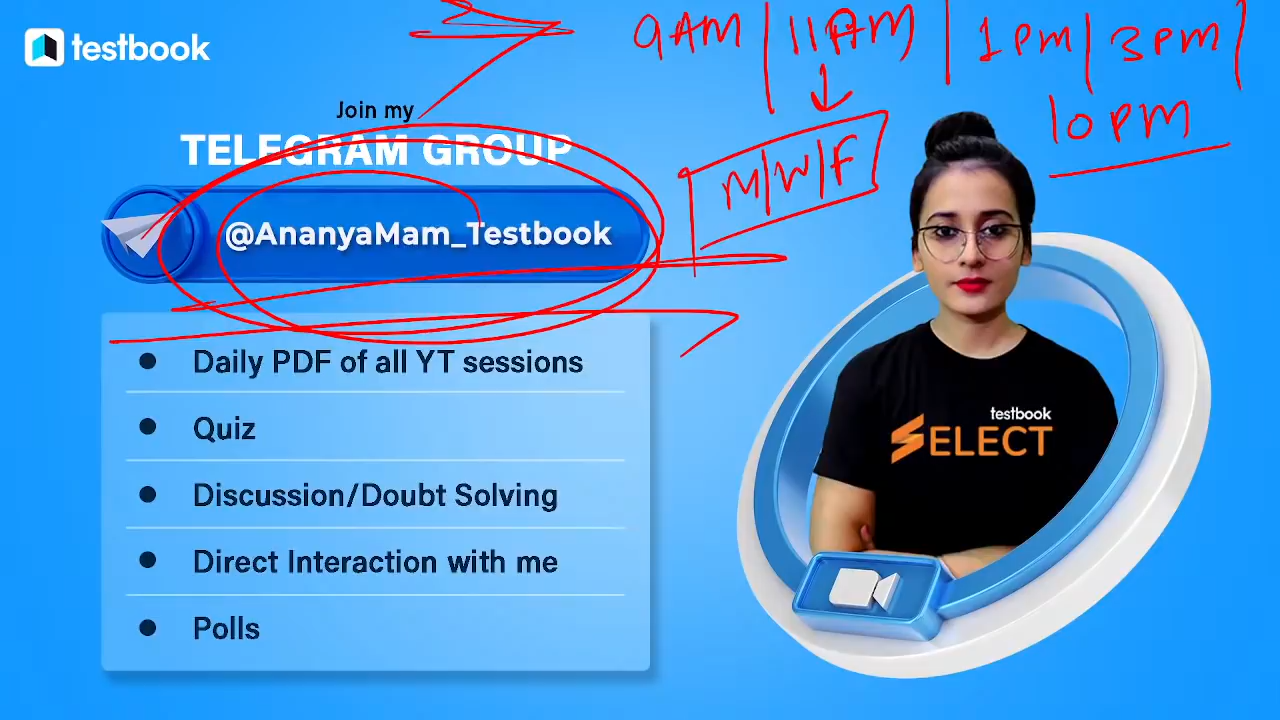 testbook
9AM | 11AM | 1PM | 3PM |
10PM
M/W/F
Join my
TELEGRAM GROUP
@AnanyaMam_Testbook
Daily PDF of all YT sessions
Quiz
Discussion/Doubt Solving
Direct Interaction with me
Polls
testbook
SELECT